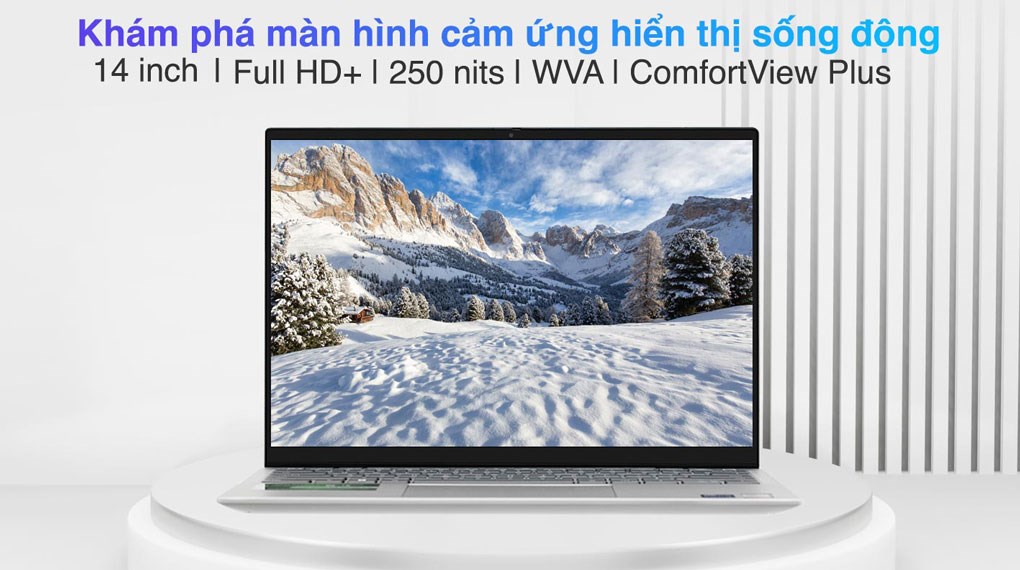 Khám phá màn hình cảm ứng hiển thị sống động
14 inch | Full HD+ | 250 nits | WVA | ComfortView Plus